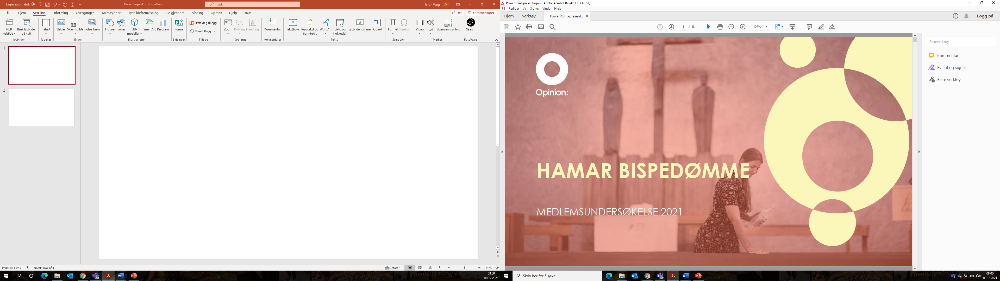 Lagre automatisk
Presentasjon1 - PowerPoint
Søk
Jorun Vang
JV
Fil Hjem Sett inn Utforming Overganger Animasjoner Lysbildefremvisning Se gjennom Visning Opptak Hjelp 360°
Del
Kommentarer
Nytt lysbilde
Bruk lysbilder på nytt
Lysbilder
Tabell
Tabeller
Bilder
Skjermbilde
Fotoalbum
Bilder
Figurer
Ikoner
3D-modeller
SmartArt
Diagram
Illustrasjoner
Forms
Skjemaer
Skaff deg tillegg
Mine tillegg
Tillegg
Zoom
Kobling
Handling
Koblinger
Kommentar
Kommentarer
Tekstboks
Topptekst og bunntekst
WordArt
Dato og klokkeslett
Lysbildenummer
Objekt
Tekst
Formel
Symbol
Symboler
Video
Lyd
Skjerminnspilling
Medier
Search
FotoWare
1
2
Lysbilde 1 av 2
Norsk (bokmål)
Notater
114 %
08.00
08.12.2021
PowerPoint-presentasjon - Adobe Acrobat Reader DC (32-bit)
Fil Rediger Vis Signer Vindu Hjelp
Hjem
Verktøy
PowerPoint-present...
Logg på
1 / 48
107%
Opinion:
HAMAR BISPEDØMME
MEDLEMSUNDERSØKELSE 2021
Søkeverktøy
Kommentar
Fyll ut og signer
Flere verktøy
Skriv her for å søke
08.00
08.12.2021